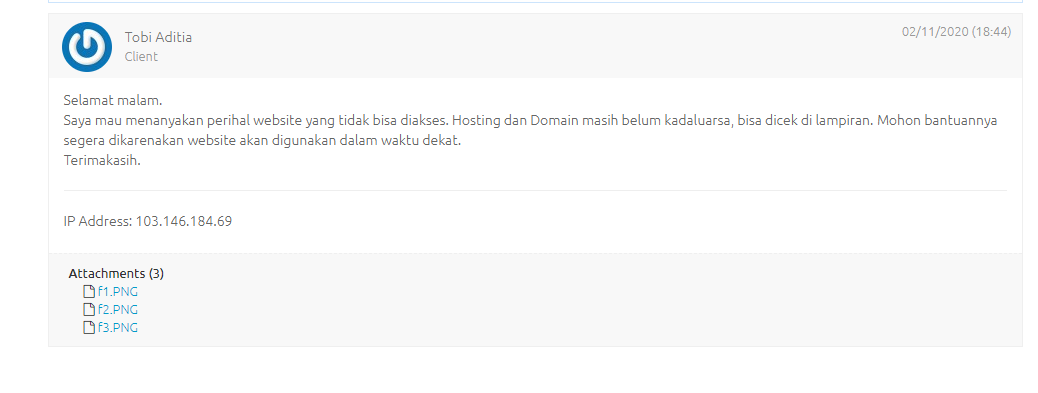 Tobi Aditia
02/11/2020 (18:44)
Client
Selamat malam.
Saya mau menanyakan perihal website yang tidak bisa diakses. Hosting dan Domain masih belum kadaluarsa, bisa dicek di lampiran. Mohon bantuannya
segera dikarenakan website akan digunakan dalam waktu dekat.
Terimakasih.
IP Address: 103.146.184.69
Attachments (3)
f1.PNG
f2.PNG
f3.PNG